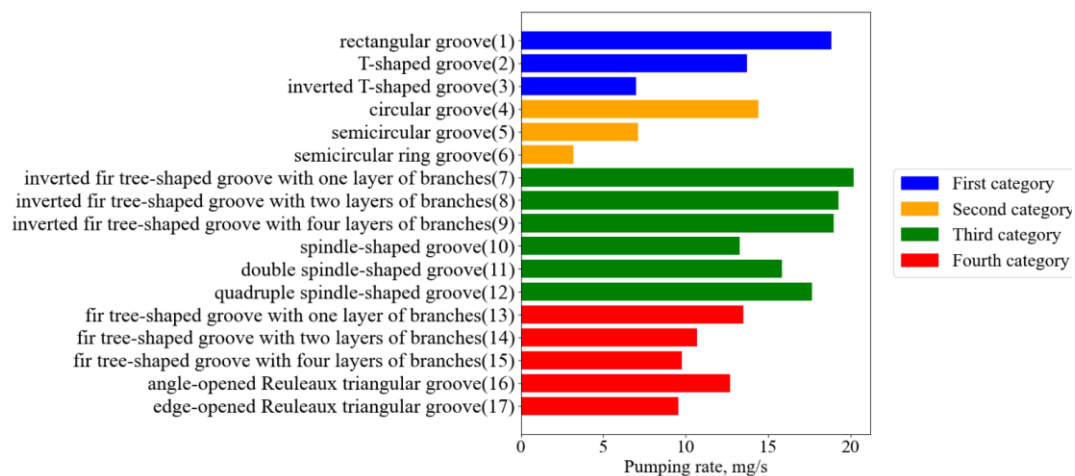 rectangular groove(1)
T-shaped groove(2)
inverted T-shaped groove(3)
circular groove(4)
semicircular groove(5)
semicircular ring groove(6)
inverted fir tree-shaped groove with one layer of branches(7)
inverted fir tree-shaped groove with two layers of branches(8)
inverted fir tree-shaped groove with four layers of branches(9)
spindle-shaped groove(10)
double spindle-shaped groove(11)
quadruple spindle-shaped groove(12)
fir tree-shaped groove with one layer of branches(13)
fir tree-shaped groove with two layers of branches(14)
fir tree-shaped groove with four layers of branches(15)
angle-opened Reuleaux triangular groove(16)
edge-opened Reuleaux triangular groove(17)
0 5 10 15 20
Pumping rate, mg/s
First category
Second category
Third category
Fourth category